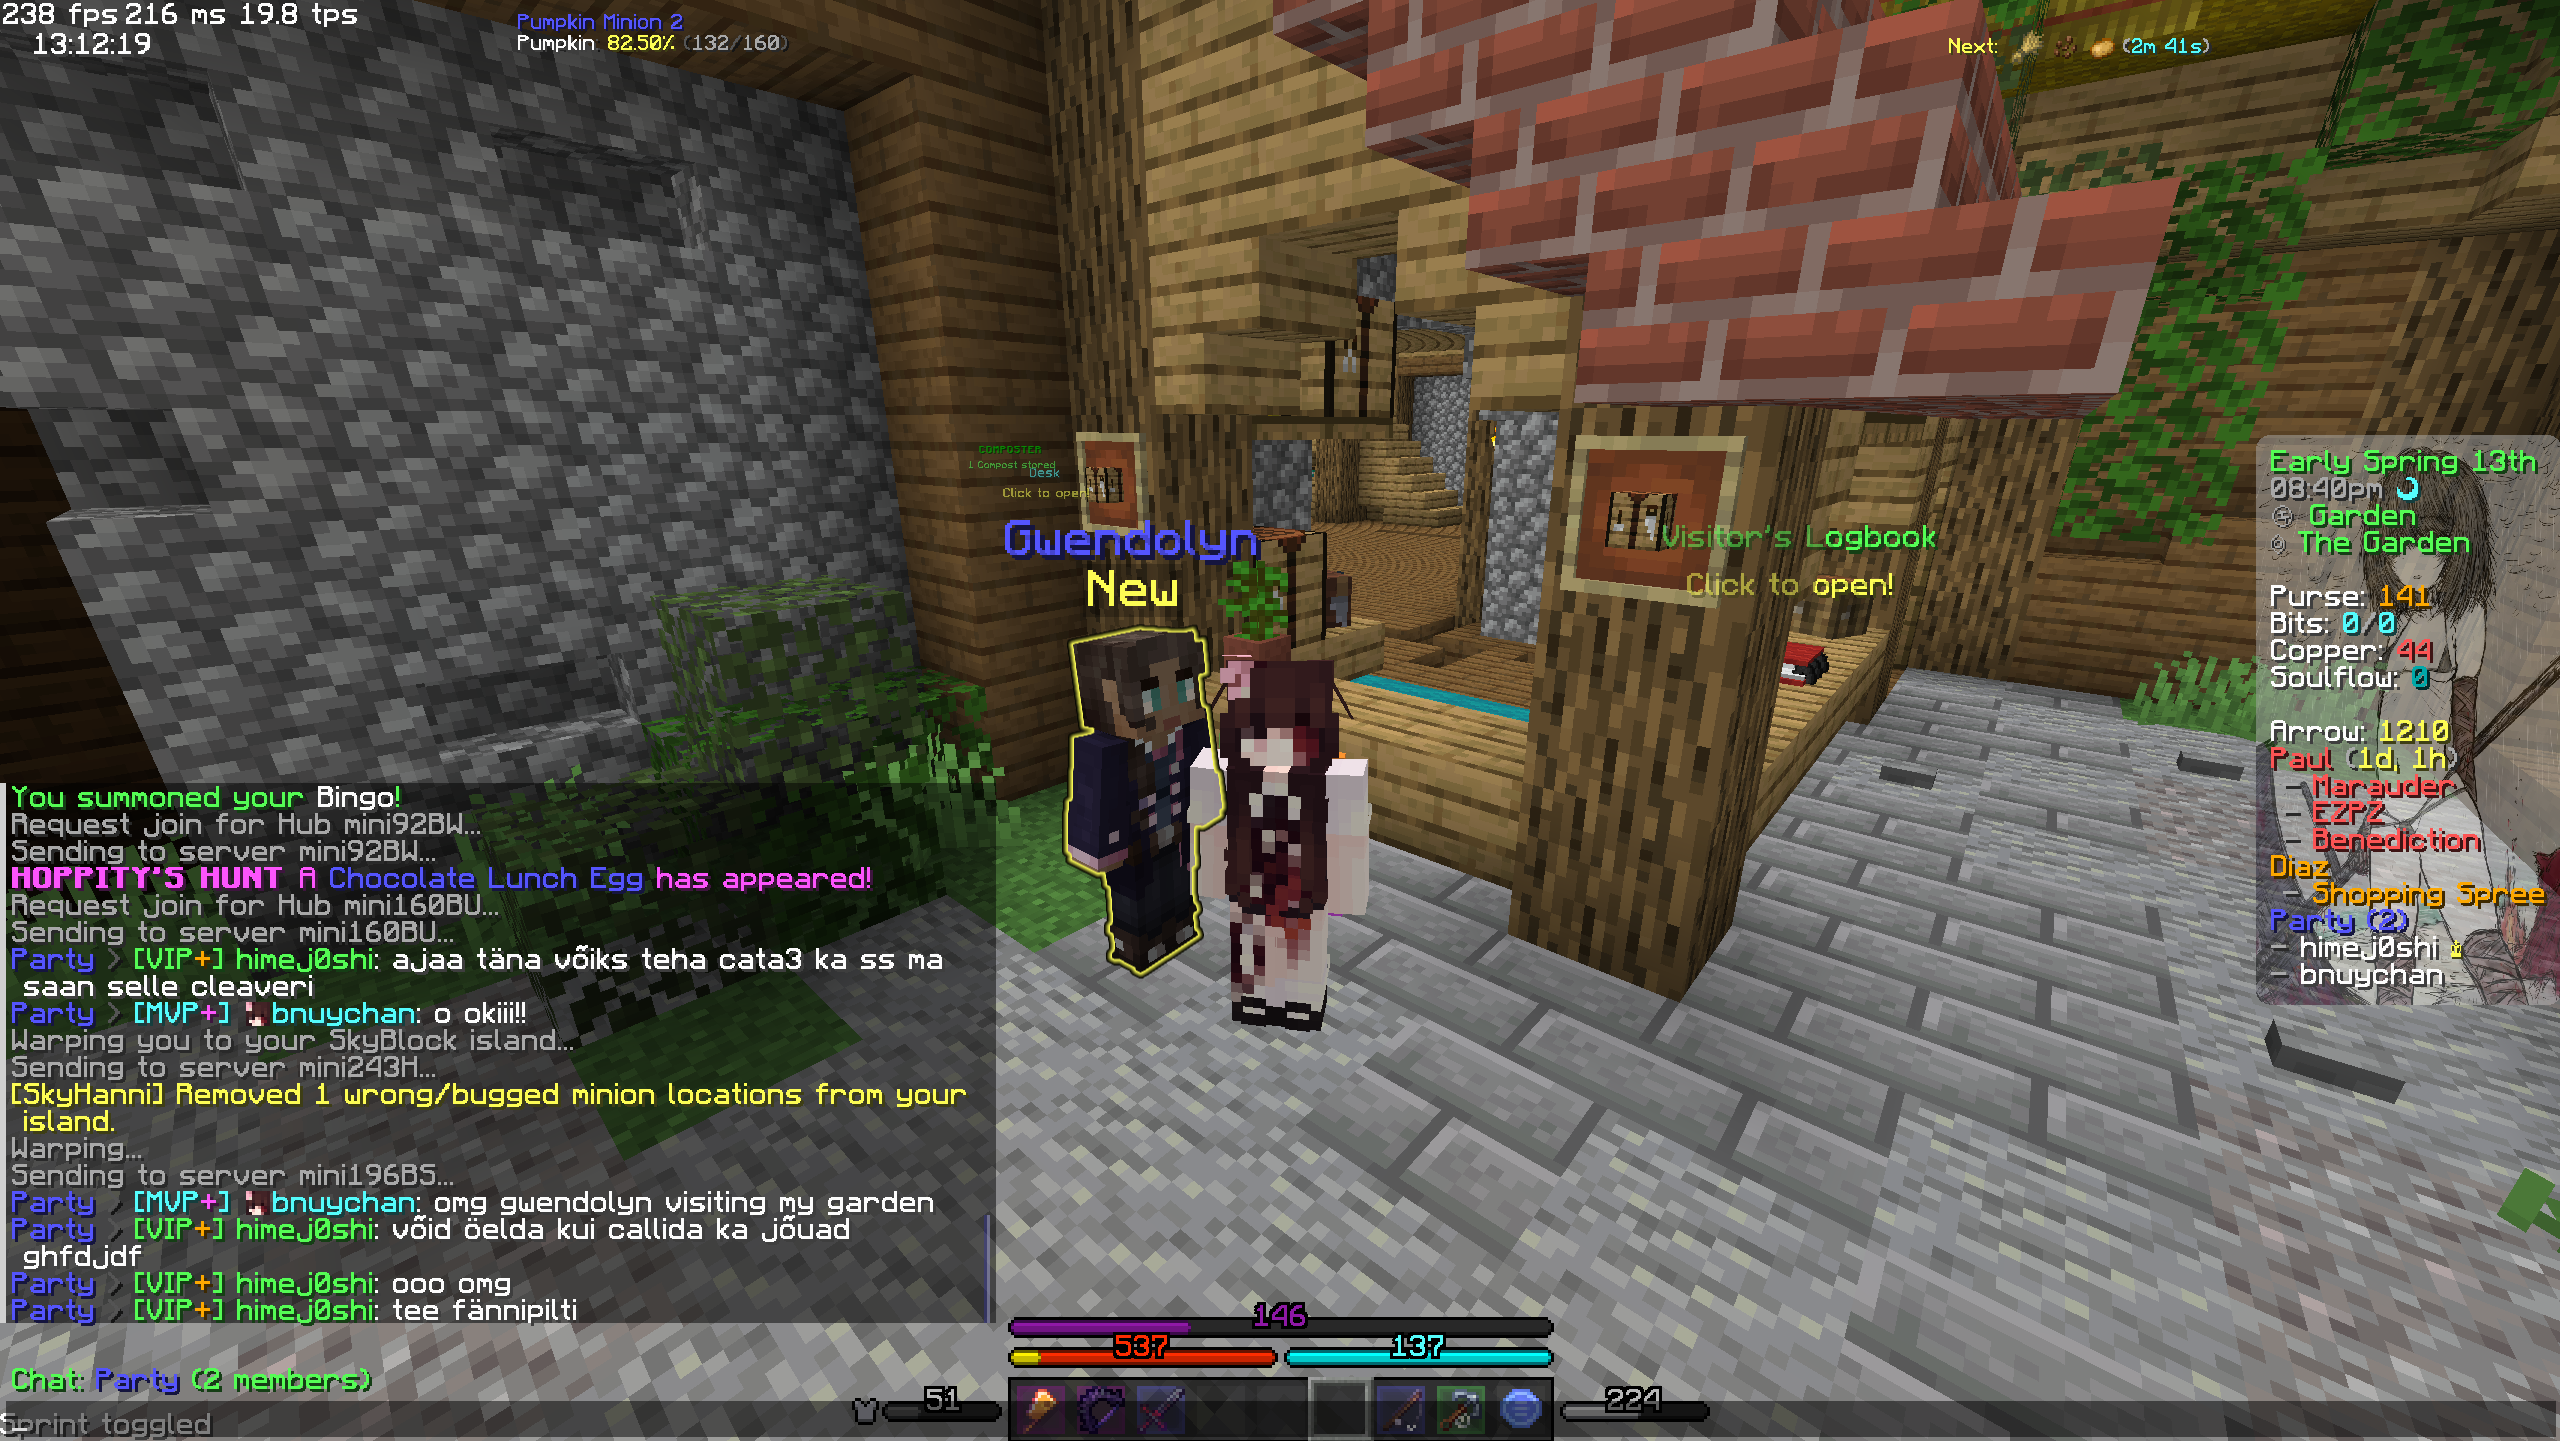 238 fps 216 ms 19.8 tps
13:12:19
Pumpkin Minion 2
Pumpkin: 82.50% (132/160)
Next: (2m 41s)
COMPOSTER
1 Compost stored
Desk
Click to open!
Gwendolyn
New
Visitor's Logbook
Click to open!
Early Spring 13th
08:40pm
Garden
The Garden
Purse: 141
Bits: 0/0
Copper: 44
Soulflow: 0
Arrow: 1210
Paul (1d, 1h)
- Marauder
- EZPZ
- Benediction
Diaz
- Shopping Spree
Party (2)
- himej0shi
- bnuychan
You summoned your Bingo!
Request join for Hub mini92BW...
Sending to server mini92BW...
HOPPITY'S HUNT A Chocolate Lunch Egg has appeared!
Request join for Hub mini160BU...
Sending to server mini160BU...
Party > [VIP+] himej0shi: ajaa täna võiks teha cata3 ka ss ma
saan selle cleaveri
Party > [MVP+] bnuychan: o okiii!!
Warping you to your SkyBlock island...
Sending to server mini243H...
[SkyHanni] Removed 1 wrong/bugged minion locations from your
island.
Warping...
Sending to server mini196BS...
Party > [MVP+] bnuychan: omg gwendolyn visiting my garden
Party > [VIP+] himej0shi: võid öelda kui callida ka jõuad
ghfdjdf
Party > [VIP+] himej0shi: ooo omg
Party > [VIP+] himej0shi: tee fännipilti
Chat: Party (2 members)
Sprint toggled
146
537
137
51
224